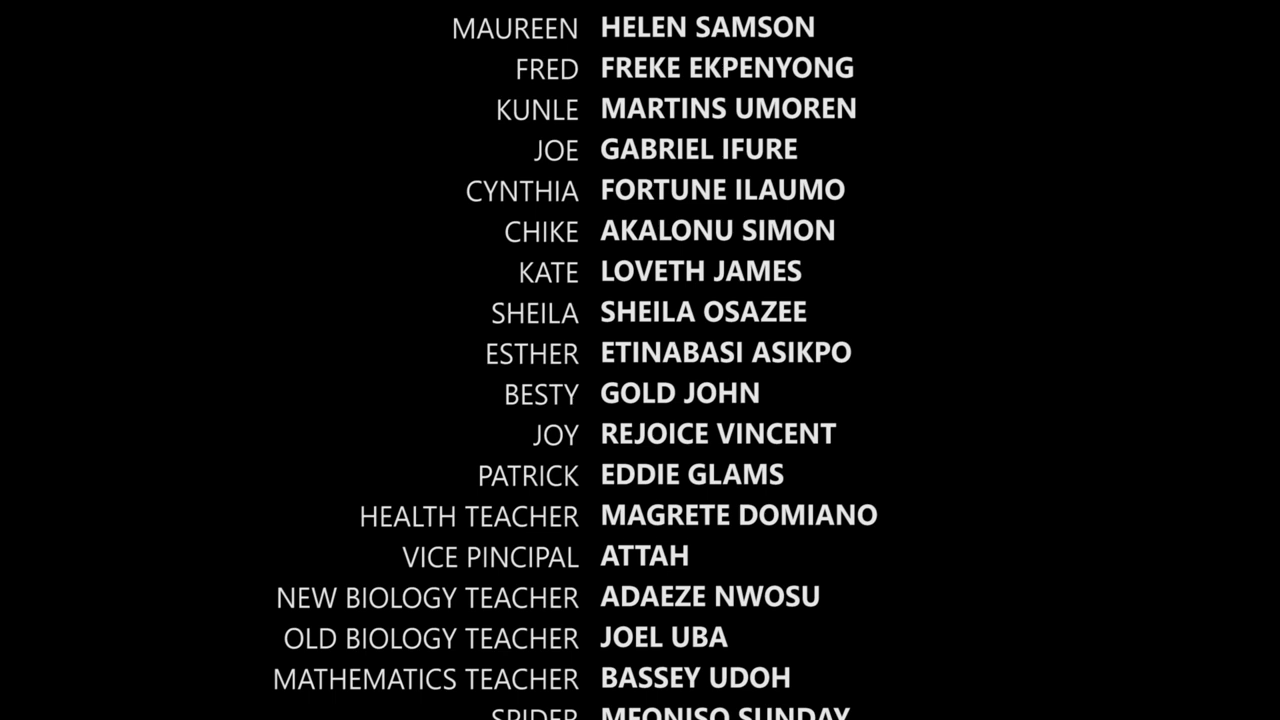 MAUREEN HELEN SAMSON
FRED FREKE EKPENYONG
KUNLE MARTINS UMOREN
JOE GABRIEL IFURE
CYNTHIA FORTUNE ILAUMO
CHIKE AKALONU SIMON
KATE LOVETH JAMES
SHEILA SHEILA OSAZEE
ESTHER ETINABASI ASIKPO
BESTY GOLD JOHN
JOY REJOICE VINCENT
PATRICK EDDIE GLAMS
HEALTH TEACHER MAGRETE DOMIANO
VICE PINCIPAL ATTAH
NEW BIOLOGY TEACHER ADAEZE NWOSU
OLD BIOLOGY TEACHER JOEL UBA
MATHEMATICS TEACHER BASSEY UDOH
SPIDER MFONISO SUNDAY